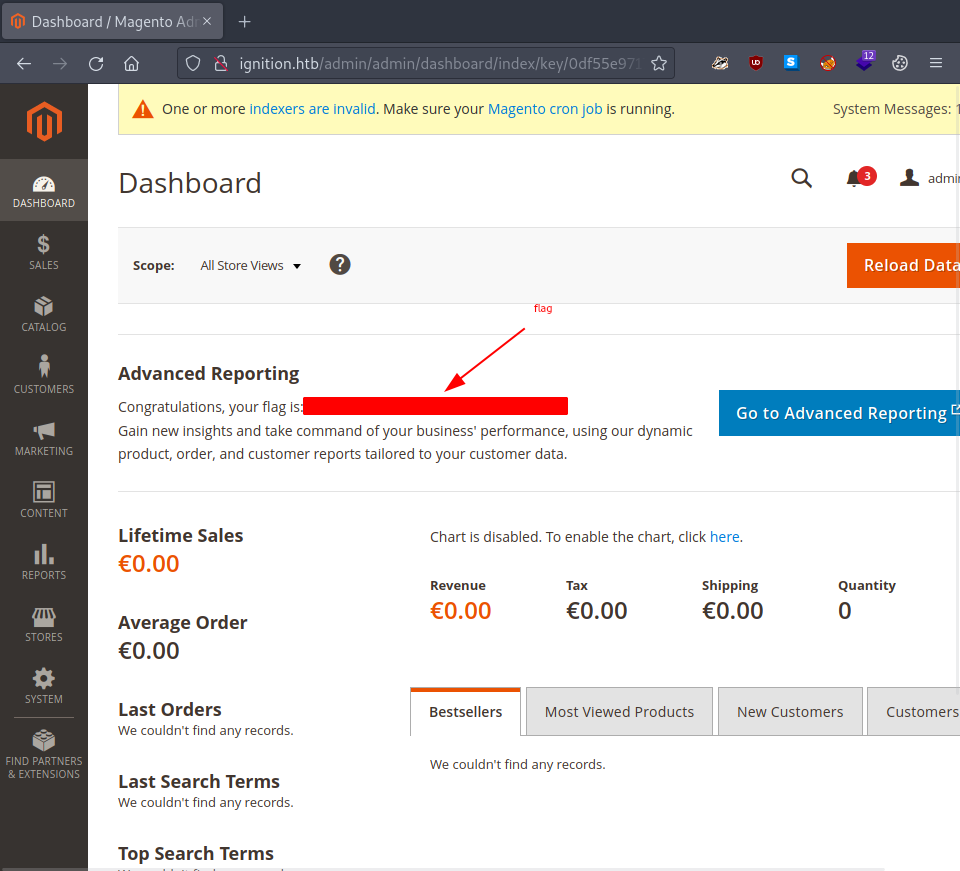 Dashboard / Magento Ad
ignition.htb/admin/admin/dashboard/index/key/0df55e971
12
One or more indexers are invalid. Make sure your Magento cron job is running.
System Messages: 1
Dashboard
3
admin
DASHBOARD
SALES
CATALOG
CUSTOMERS
MARKETING
CONTENT
REPORTS
STORES
SYSTEM
FIND PARTNERS
& EXTENSIONS
Scope:
All Store Views
?
Reload Data
flag
Advanced Reporting
Congratulations, your flag is:
Gain new insights and take command of your business' performance, using our dynamic
product, order, and customer reports tailored to your customer data.
Go to Advanced Reporting
Lifetime Sales
€0.00
Average Order
€0.00
Last Orders
We couldn't find any records.
Last Search Terms
We couldn't find any records.
Top Search Terms
Chart is disabled. To enable the chart, click here.
Revenue
€0.00
Tax
€0.00
Shipping
€0.00
Quantity
0
Bestsellers
Most Viewed Products
New Customers
Customers
We couldn't find any records.